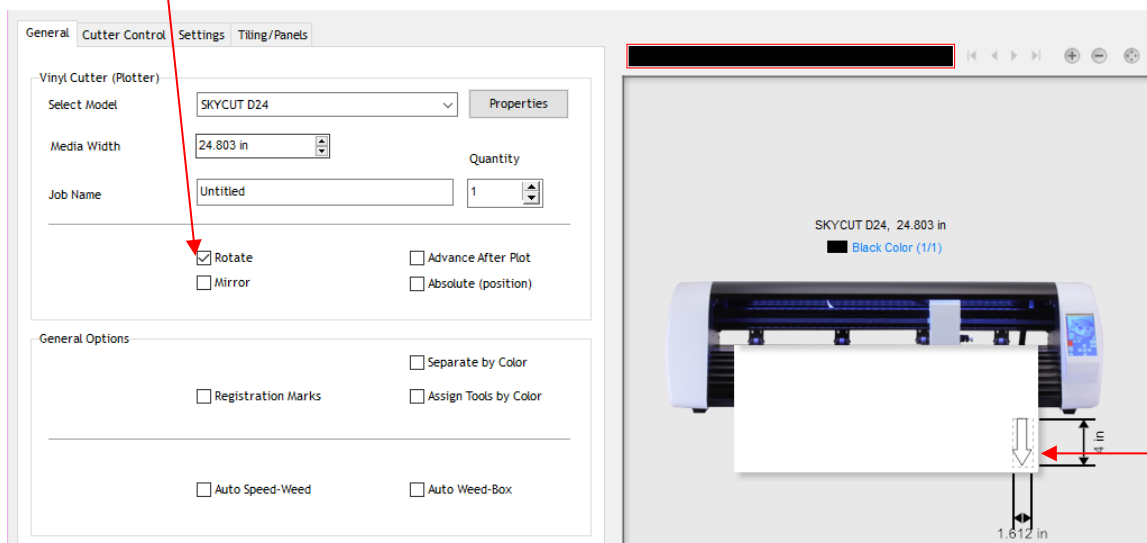 General Cutter Control Settings Tiling/Panels
Vinyl Cutter (Plotter)
Select Model SKYCUT D24 Properties
Media Width 24.803 in
Quantity
Job Name Untitled 1
Rotate Advance After Plot
Mirror Absolute (position)
General Options
Separate by Color
Registration Marks Assign Tools by Color
Auto Speed-Weed Auto Weed-Box
SKYCUT D24, 24.803 in
Black Color (1/1)
4 in
1.612 in